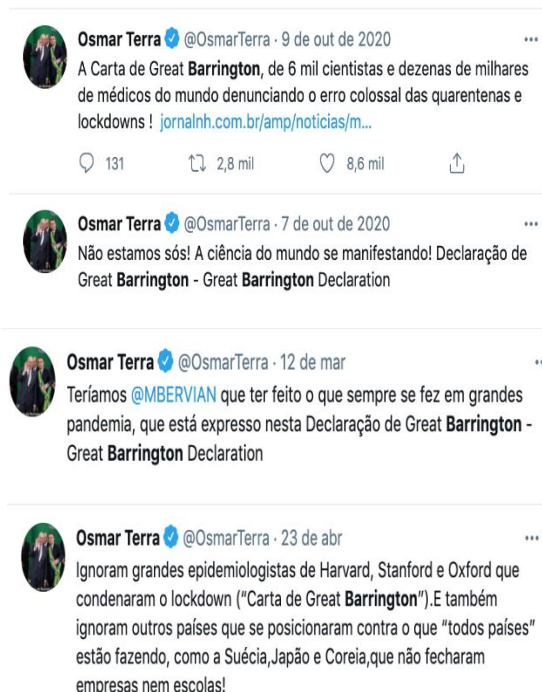 Osmar Terra @OsmarTerra · 9 de out de 2020
A Carta de Great Barrington, de 6 mil cientistas e dezenas de milhares
de médicos do mundo denunciando o erro colossal das quarentenas e
lockdowns ! jornalnh.com.br/amp/noticias/m...
131 2,8 mil 8,6 mil
Osmar Terra @OsmarTerra · 7 de out de 2020
Não estamos sós! A ciência do mundo se manifestando! Declaração de
Great Barrington - Great Barrington Declaration
Osmar Terra @OsmarTerra · 12 de mar
Teríamos @MBERVIAN que ter feito o que sempre se fez em grandes
pandemia, que está expresso nesta Declaração de Great Barrington -
Great Barrington Declaration
Osmar Terra @OsmarTerra · 23 de abr
Ignoram grandes epidemiologistas de Harvard, Stanford e Oxford que
condenaram o lockdown (“Carta de Great Barrington”).E também
ignoram outros países que se posicionaram contra o que “todos países”
estão fazendo, como a Suécia,Japão e Coreia,que não fecharam
empresas nem escolas!